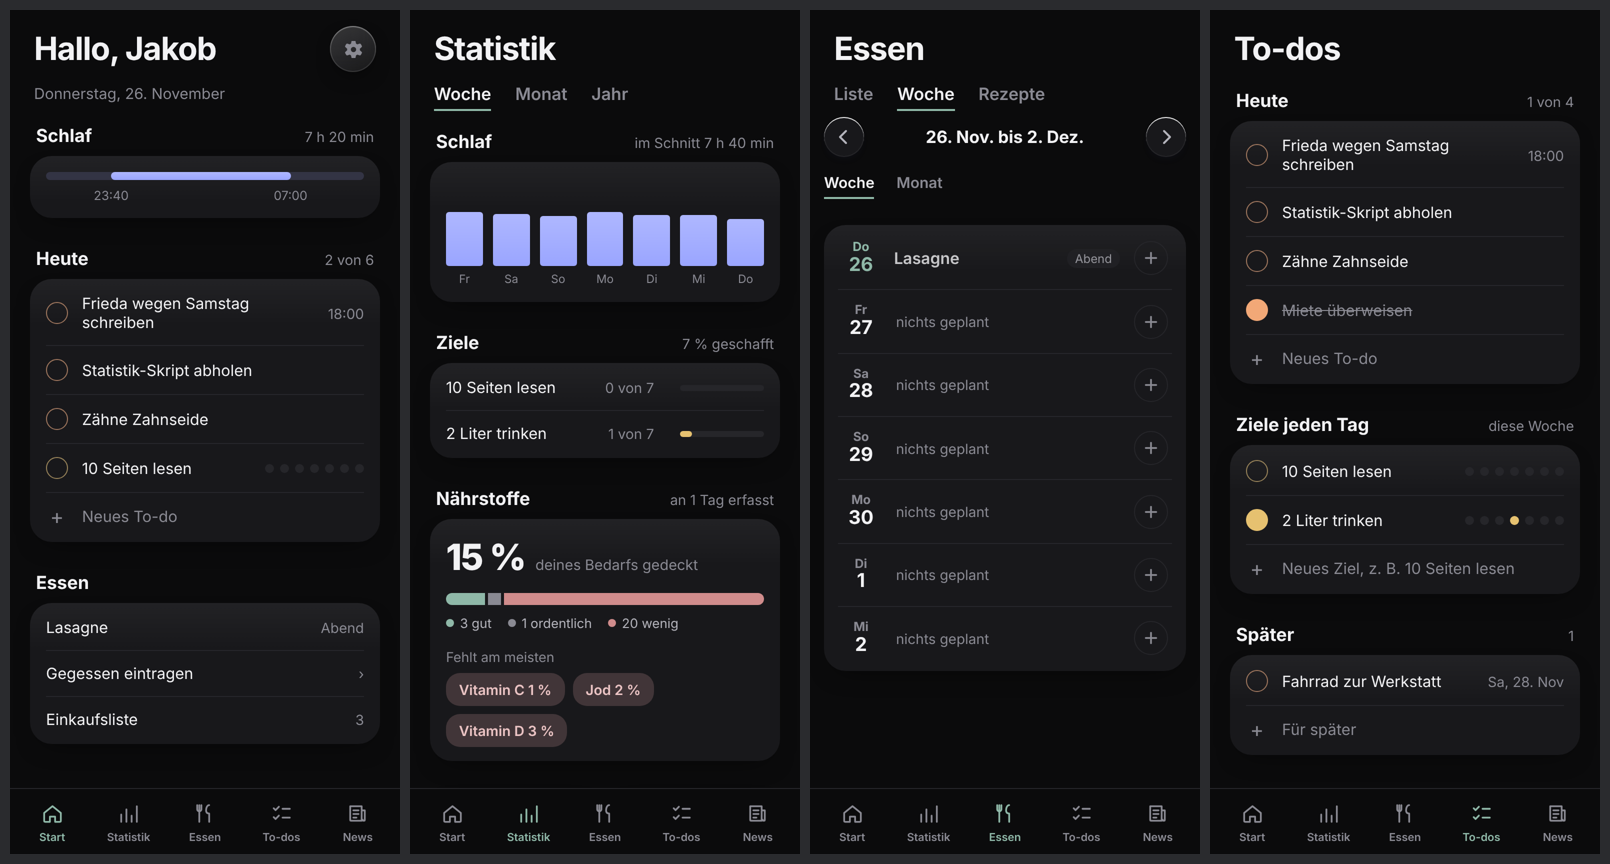 Hallo, Jakob
Donnerstag, 26. November
Schlaf 7 h 20 min
23:40 07:00
Heute 2 von 6
Frieda wegen Samstag
schreiben 18:00
Statistik-Skript abholen
Zähne Zahnseide
10 Seiten lesen
+ Neues To-do
Essen
Lasagne Abend
Gegessen eintragen ›
Einkaufsliste 3
Start Statistik Essen To-dos News
Statistik
Woche Monat Jahr
Schlaf im Schnitt 7 h 40 min
Fr Sa So Mo Di Mi Do
Ziele 7 % geschafft
10 Seiten lesen 0 von 7
2 Liter trinken 1 von 7
Nährstoffe an 1 Tag erfasst
15 % deines Bedarfs gedeckt
3 gut 1 ordentlich 20 wenig
Fehlt am meisten
Vitamin C 1 % Jod 2 %
Vitamin D 3 %
Start Statistik Essen To-dos News
Essen
Liste Woche Rezepte
26. Nov. bis 2. Dez.
Woche Monat
Do
26 Lasagne Abend +
Fr
27 nichts geplant +
Sa
28 nichts geplant +
So
29 nichts geplant +
Mo
30 nichts geplant +
Di
1 nichts geplant +
Mi
2 nichts geplant +
Start Statistik Essen To-dos News
To-dos
Heute 1 von 4
Frieda wegen Samstag
schreiben 18:00
Statistik-Skript abholen
Zähne Zahnseide
Miete überweisen
+ Neues To-do
Ziele jeden Tag diese Woche
10 Seiten lesen
2 Liter trinken
+ Neues Ziel, z. B. 10 Seiten lesen
Später 1
Fahrrad zur Werkstatt Sa, 28. Nov
+ Für später
Start Statistik Essen To-dos News